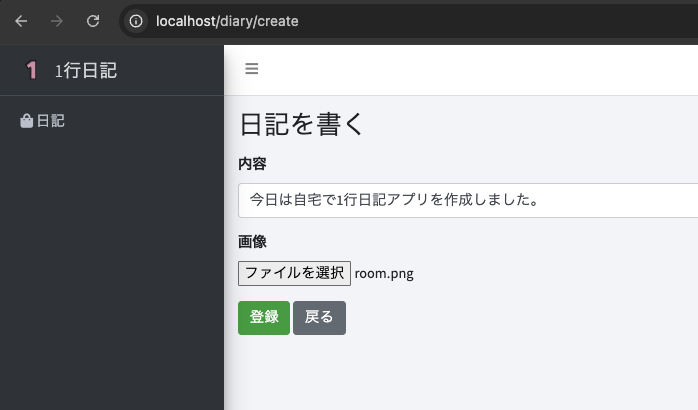 localhost/diary/create
1 1行日記
日記
日記を書く
内容
今日は自宅で1行日記アプリを作成しました。
画像
ファイルを選択 room.png
登録 戻る